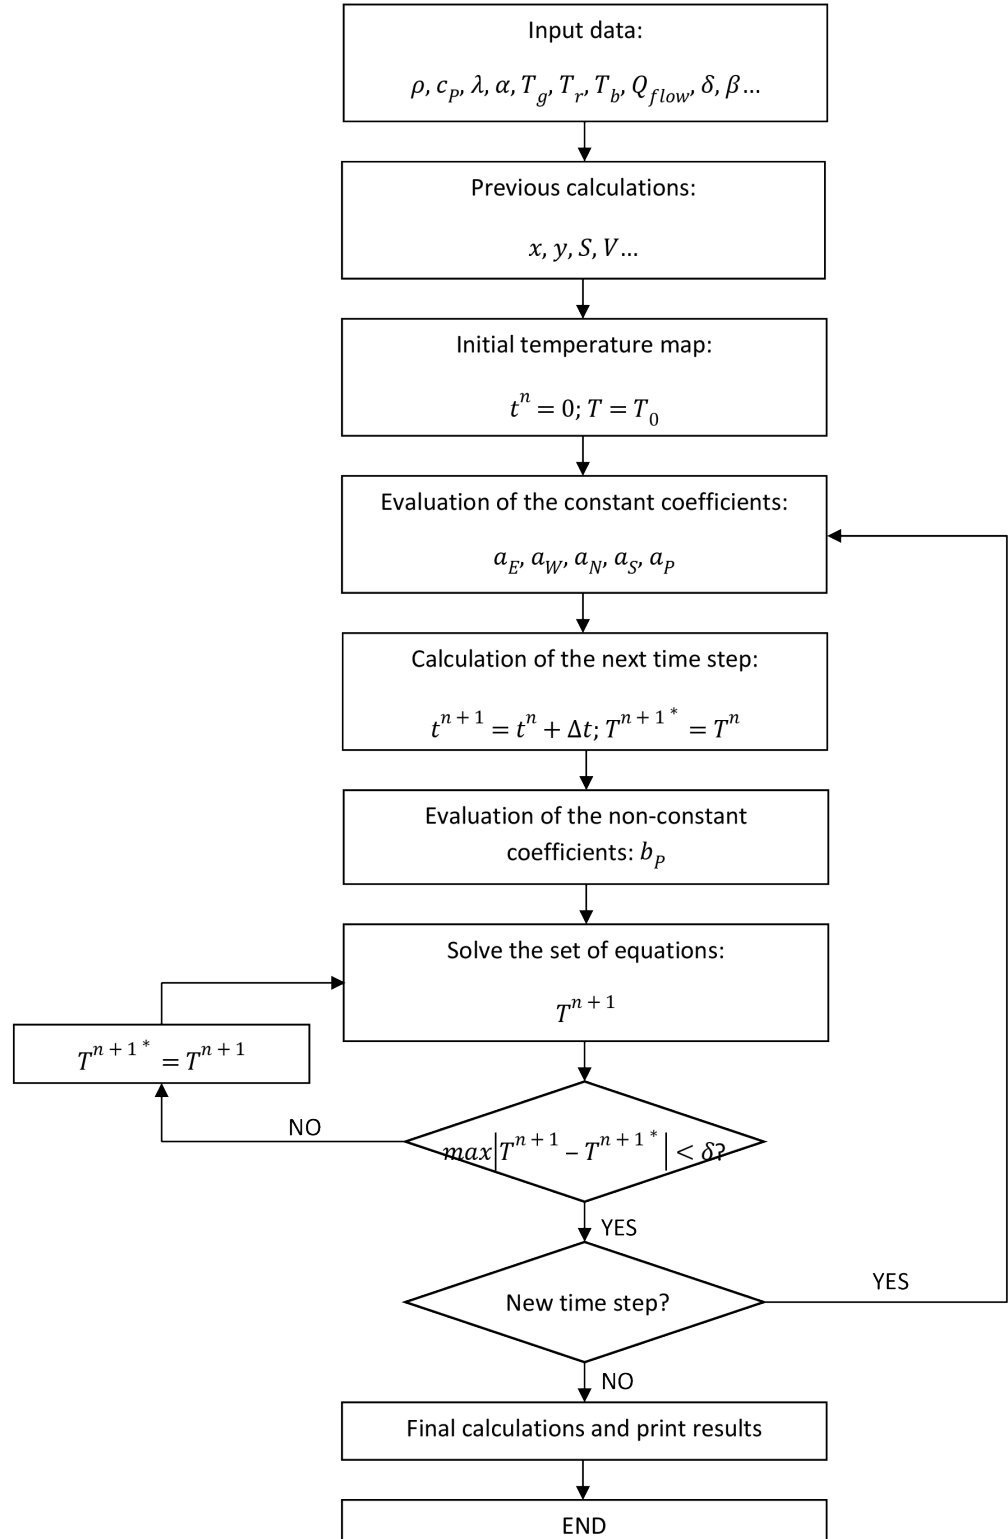 Input data:
ρ, c_P, λ, α, T_g, T_r, T_b, Q_flow, δ, β…
Previous calculations:
x, y, S, V…
Initial temperature map:
t^n = 0; T = T_0
Evaluation of the constant coefficients:
a_E, a_W, a_N, a_S, a_P
Calculation of the next time step:
t^{n + 1} = t^n + Δt; T^{n + 1 *} = T^n
Evaluation of the non-constant
coefficients: b_P
Solve the set of equations:
T^{n + 1}
T^{n + 1 *} = T^{n + 1}
NO
max|T^{n + 1} – T^{n + 1 *}| < δ?
YES
New time step?
YES
NO
Final calculations and print results
END